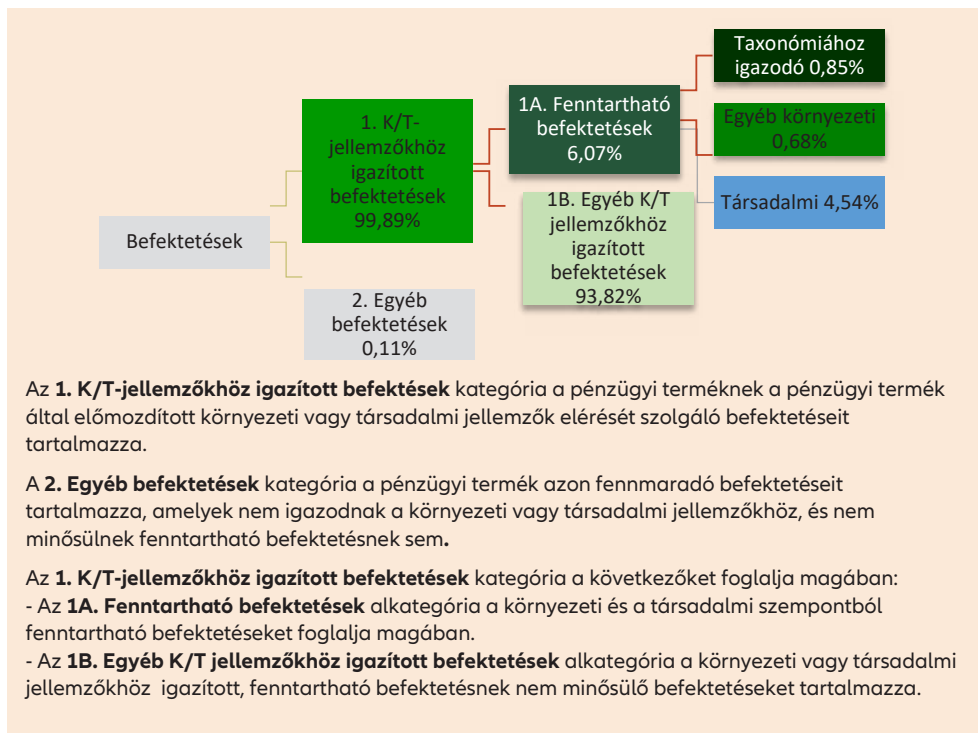 Befektetések
1. K/T-
jellemzőkhöz
igazított
befektetések
99,89%
2. Egyéb
befektetések
0,11%
1A. Fenntartható
befektetések
6,07%
1B. Egyéb K/T
jellemzőkhöz
igazított
befektetések
93,82%
Taxonómiához
igazodó 0,85%
Egyéb környezeti
0,68%
Társadalmi 4,54%
Az 1. K/T-jellemzőkhöz igazított befektések kategória a pénzügyi terméknek a pénzügyi termék
által előmozdított környezeti vagy társadalmi jellemzők elérését szolgáló befektetéseit
tartalmazza.
A 2. Egyéb befektetések kategória a pénzügyi termék azon fennmaradó befektetéseit
tartalmazza, amelyek nem igazodnak a környezeti vagy társadalmi jellemzőkhöz, és nem
minősülnek fenntartható befektetésnek sem.
Az 1. K/T-jellemzőkhöz igazított befektetések kategória a következőket foglalja magában:
- Az 1A. Fenntartható befektetések alkategória a környezeti és a társadalmi szempontból
fenntartható befektetéseket foglalja magában.
- Az 1B. Egyéb K/T jellemzőkhöz igazított befektetések alkategória a környezeti vagy társadalmi
jellemzőkhöz igazított, fenntartható befektetésnek nem minősülő befektetéseket tartalmazza.